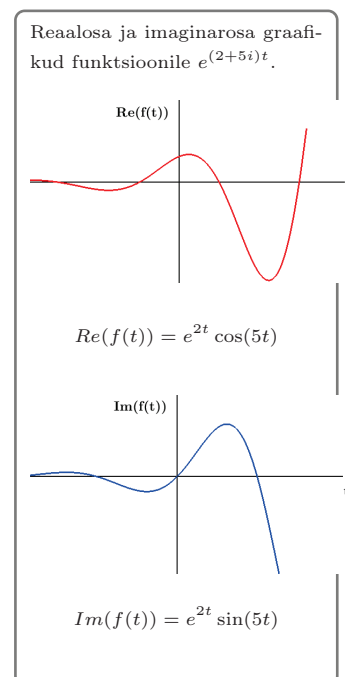 Reaalosa ja imaginarosa graafi-
kud funktsioonile $e^{(2+5i)t}$.
Re(f(t))
$Re(f(t)) = e^{2t} \cos(5t)$
Im(f(t))
$Im(f(t)) = e^{2t} \sin(5t)$